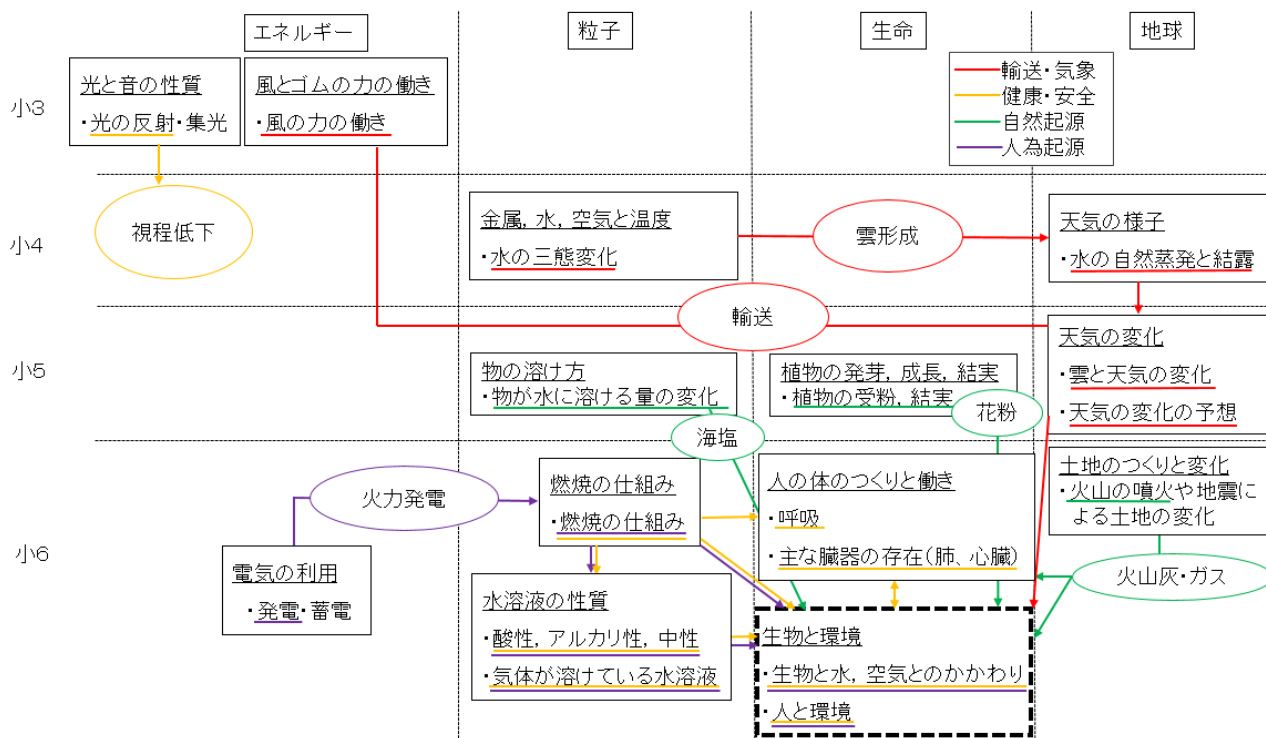 エネルギー
粒子
生命
地球
輸送・気象
健康・安全
自然起源
人為起源
小3
光と音の性質
・光の反射・集光
風とゴムの力の働き
・風の力の働き
小4
視程低下
金属, 水, 空気と温度
・水の三態変化
雲形成
天気の様子
・水の自然蒸発と結露
輸送
小5
物の溶け方
・物が水に溶ける量の変化
植物の発芽, 成長, 結実
・植物の受粉, 結実
天気の変化
・雲と天気の変化
・天気の変化の予想
花粉
海塩
小6
火力発電
電気の利用
・発電・蓄電
燃焼の仕組み
・燃焼の仕組み
人の体のつくりと働き
・呼吸
・主な臓器の存在(肺、心臓)
土地のつくりと変化
・火山の噴火や地震に
よる土地の変化
火山灰・ガス
水溶液の性質
・酸性, アルカリ性, 中性
・気体が溶けている水溶液
生物と環境
・生物と水, 空気とのかかわり
・人と環境